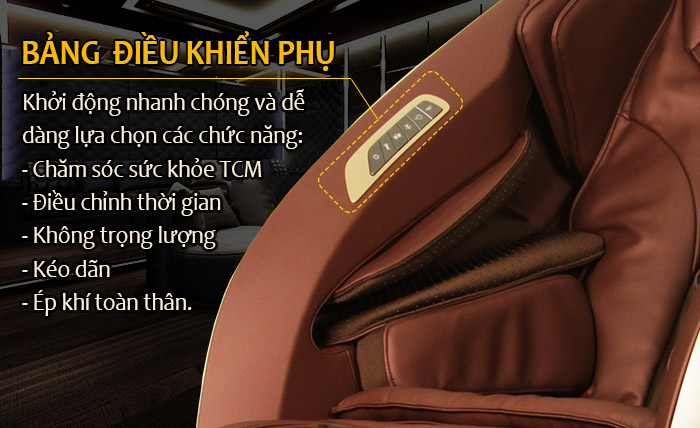 BẢNG ĐIỀU KHIỂN PHỤ
Khởi động nhanh chóng và dễ
dàng lựa chọn các chức năng:
- Chăm sóc sức khỏe TCM
- Điều chỉnh thời gian
- Không trọng lượng
- Kéo dãn
- Ép khí toàn thân.